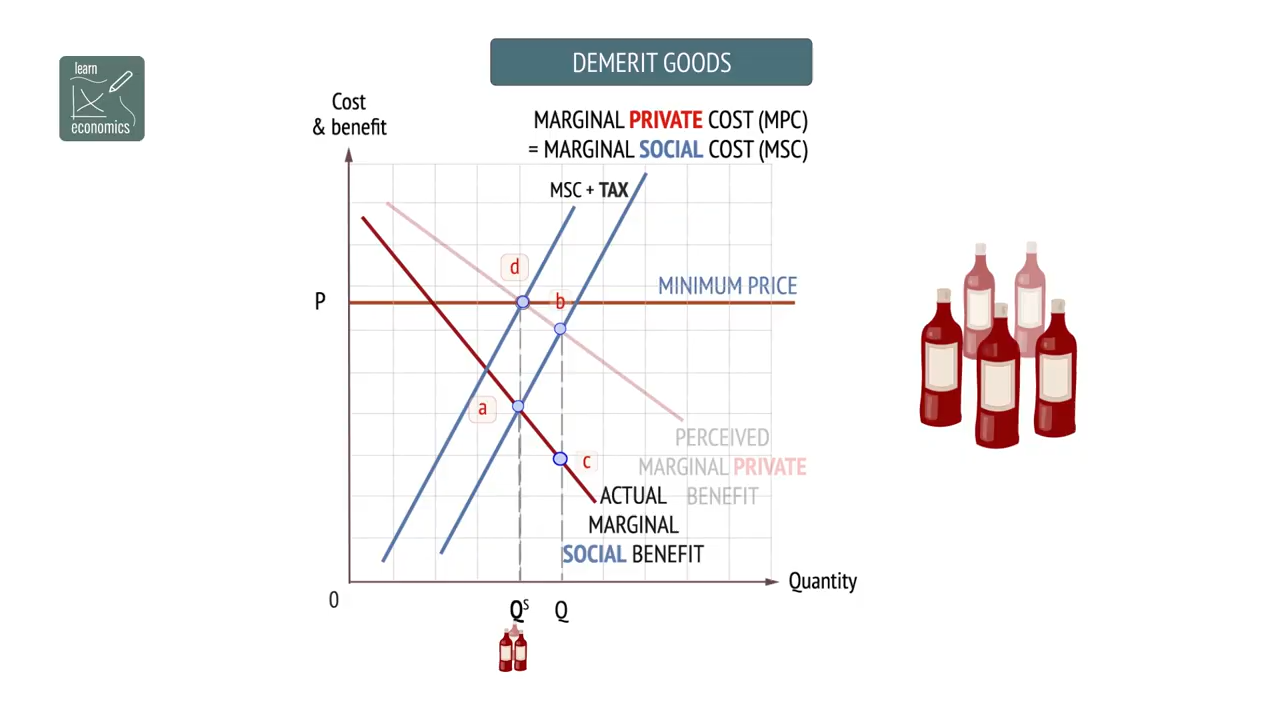 learn
economics
DEMERIT GOODS
Cost
& benefit
MARGINAL PRIVATE COST (MPC)
= MARGINAL SOCIAL COST (MSC)
MSC + TAX
d
b
MINIMUM PRICE
P
a
c
PERCEIVED
MARGINAL PRIVATE
BENEFIT
ACTUAL
MARGINAL
SOCIAL BENEFIT
Quantity
0
Qˢ
Q